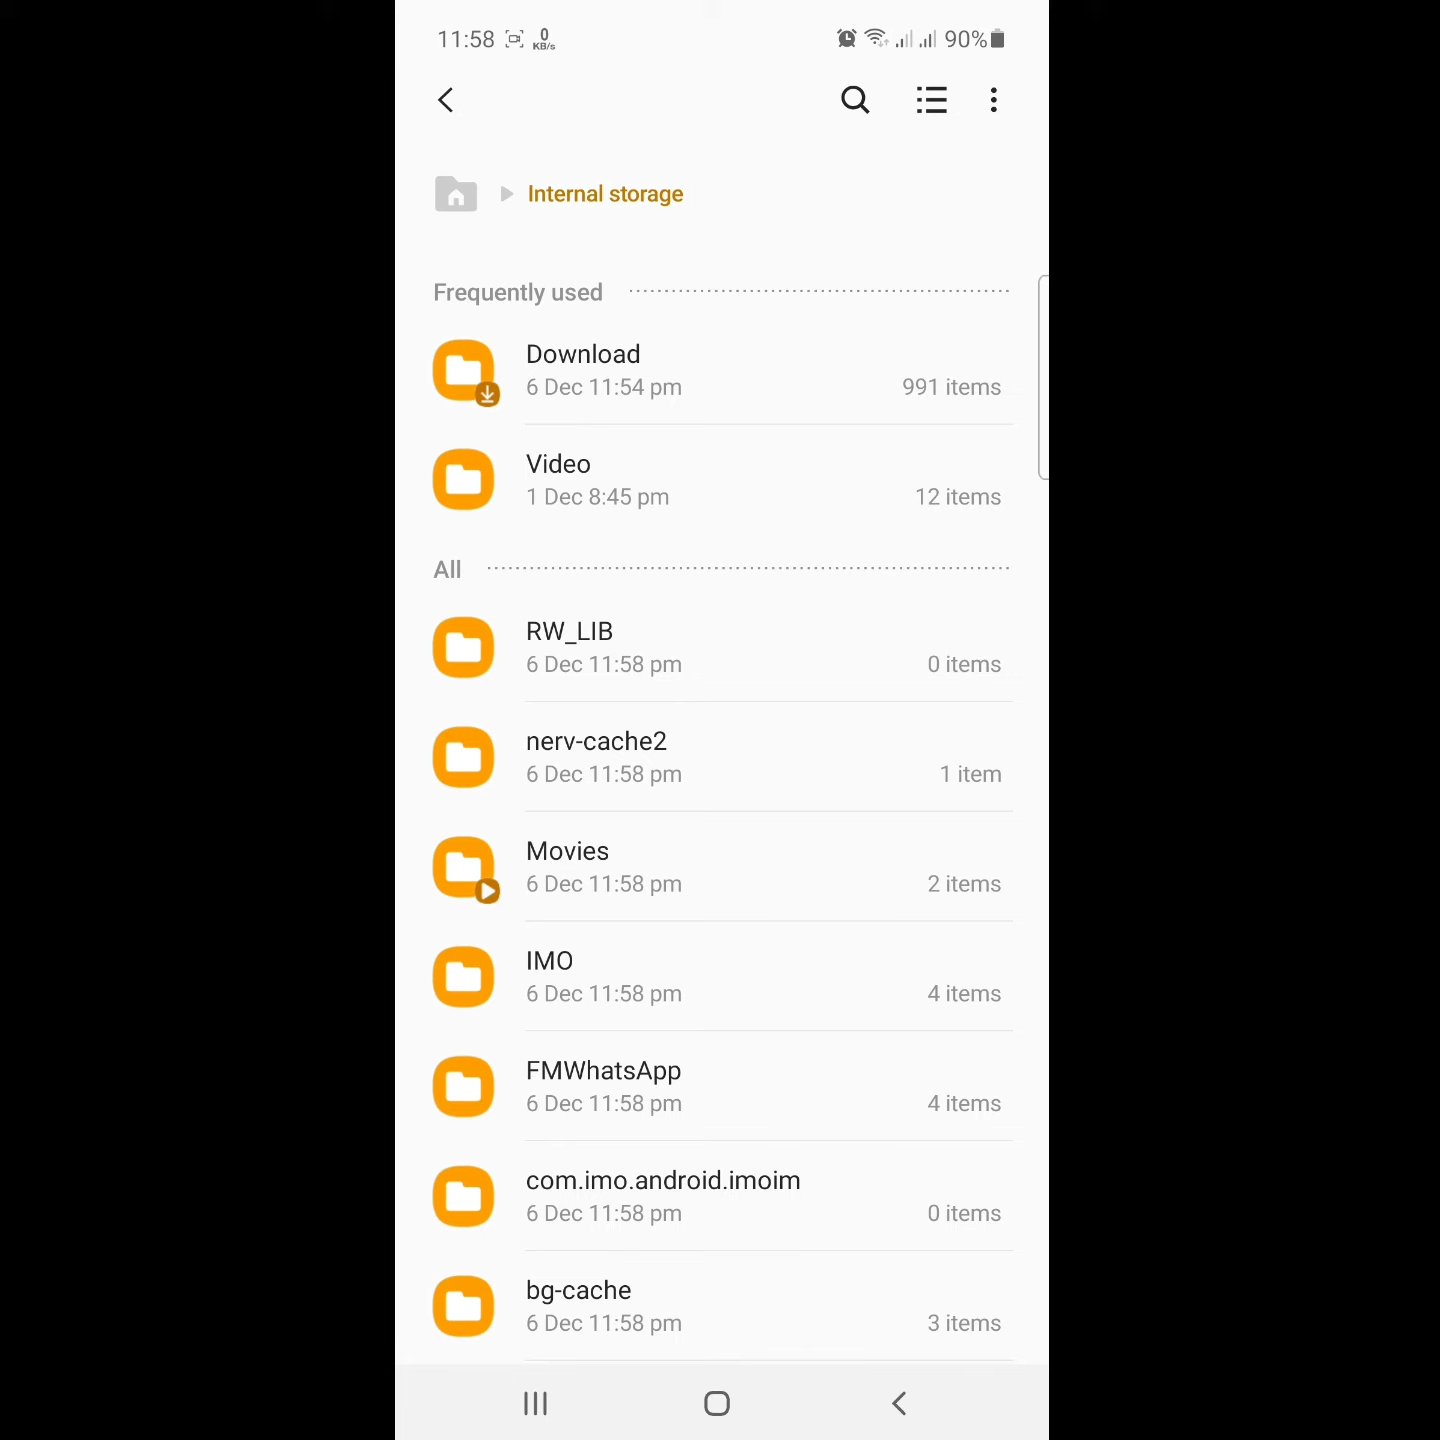 11:58 0 KB/s 90%
Internal storage
Frequently used
Download
6 Dec 11:54 pm 991 items
Video
1 Dec 8:45 pm 12 items
All
RW_LIB
6 Dec 11:58 pm 0 items
nerv-cache2
6 Dec 11:58 pm 1 item
Movies
6 Dec 11:58 pm 2 items
IMO
6 Dec 11:58 pm 4 items
FMWhatsApp
6 Dec 11:58 pm 4 items
com.imo.android.imoim
6 Dec 11:58 pm 0 items
bg-cache
6 Dec 11:58 pm 3 items